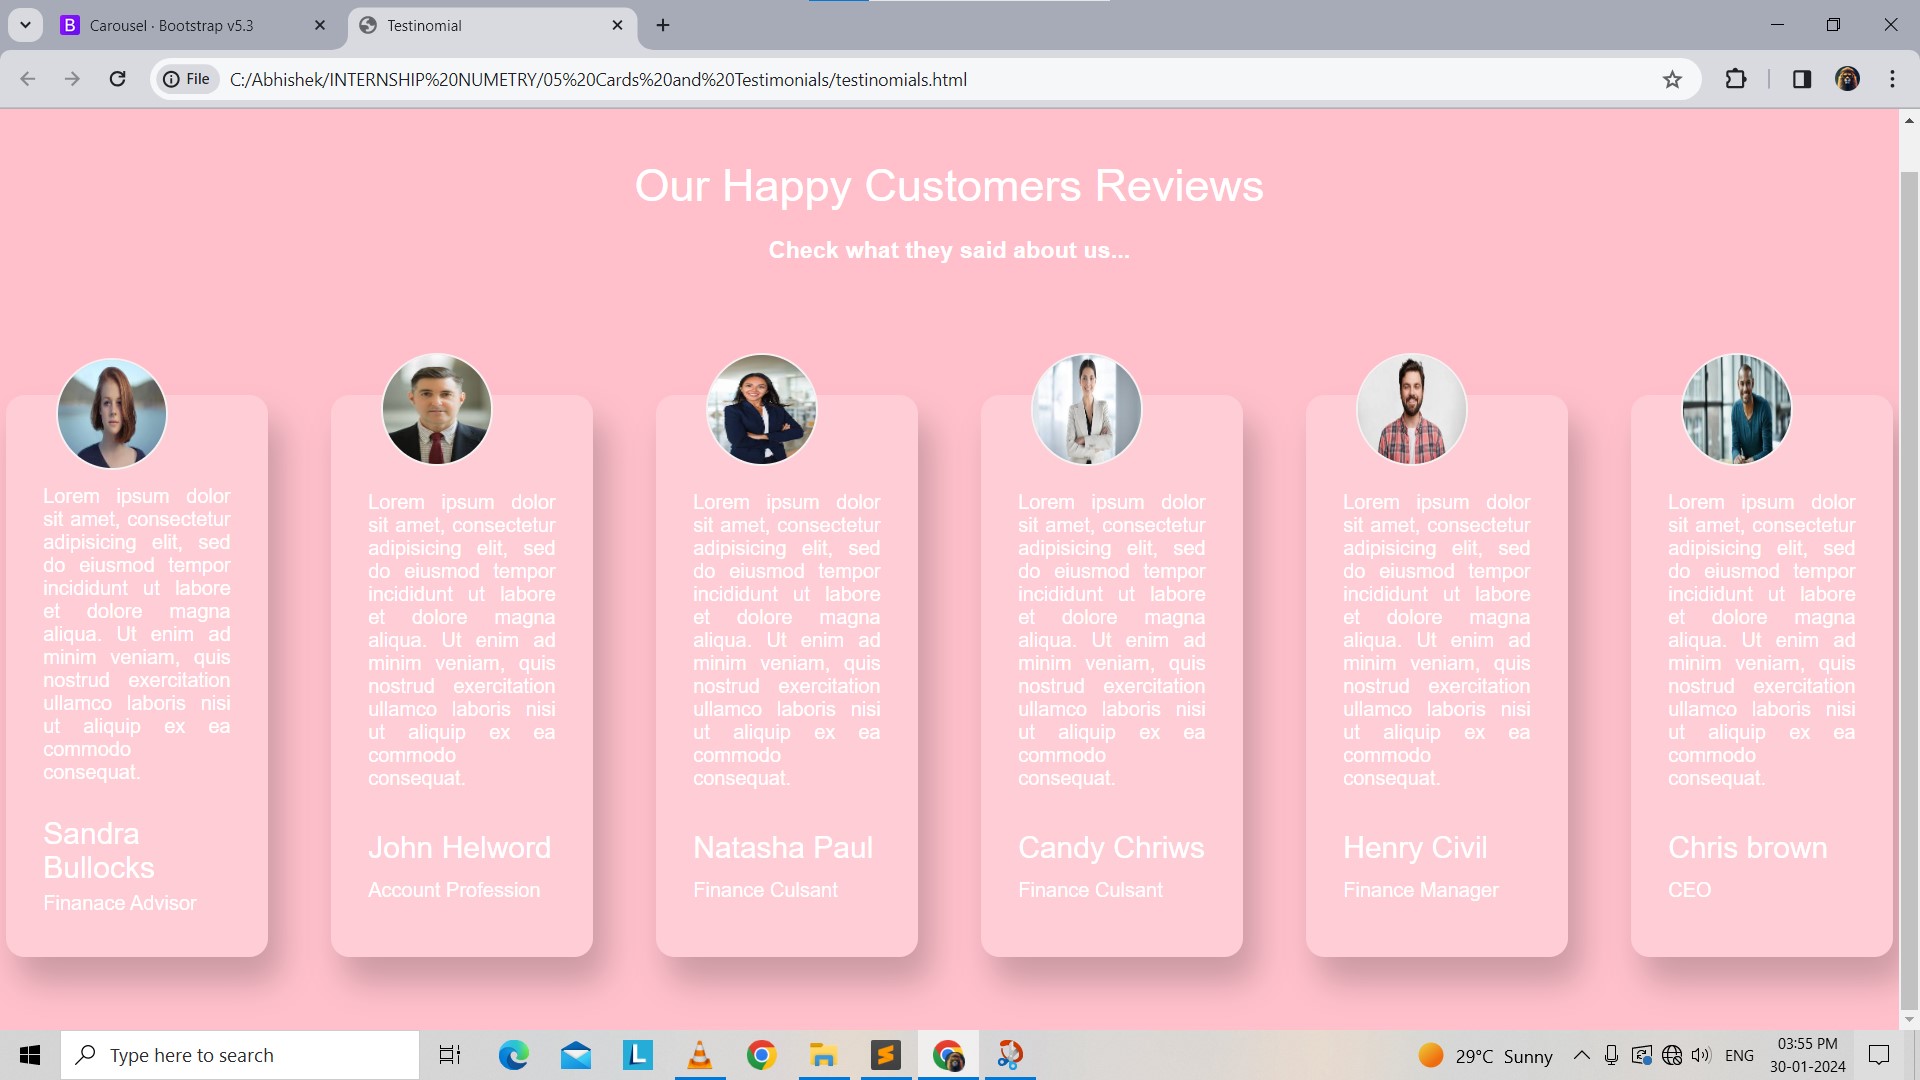 Carousel · Bootstrap v5.3
Testinomial
File
C:/Abhishek/INTERNSHIP%20NUMETRY/05%20Cards%20and%20Testimonials/testinomials.html
Our Happy Customers Reviews
Check what they said about us...
Lorem ipsum dolor
sit amet, consectetur
adipisicing elit, sed
do eiusmod tempor
incididunt ut labore
et dolore magna
aliqua. Ut enim ad
minim veniam, quis
nostrud exercitation
ullamco laboris nisi
ut aliquip ex ea
commodo
consequat.
Sandra
Bullocks
Finanace Advisor
Lorem ipsum dolor
sit amet, consectetur
adipisicing elit, sed
do eiusmod tempor
incididunt ut labore
et dolore magna
aliqua. Ut enim ad
minim veniam, quis
nostrud exercitation
ullamco laboris nisi
ut aliquip ex ea
commodo
consequat.
John Helword
Account Profession
Lorem ipsum dolor
sit amet, consectetur
adipisicing elit, sed
do eiusmod tempor
incididunt ut labore
et dolore magna
aliqua. Ut enim ad
minim veniam, quis
nostrud exercitation
ullamco laboris nisi
ut aliquip ex ea
commodo
consequat.
Natasha Paul
Finance Culsant
Lorem ipsum dolor
sit amet, consectetur
adipisicing elit, sed
do eiusmod tempor
incididunt ut labore
et dolore magna
aliqua. Ut enim ad
minim veniam, quis
nostrud exercitation
ullamco laboris nisi
ut aliquip ex ea
commodo
consequat.
Candy Chriws
Finance Culsant
Lorem ipsum dolor
sit amet, consectetur
adipisicing elit, sed
do eiusmod tempor
incididunt ut labore
et dolore magna
aliqua. Ut enim ad
minim veniam, quis
nostrud exercitation
ullamco laboris nisi
ut aliquip ex ea
commodo
consequat.
Henry Civil
Finance Manager
Lorem ipsum dolor
sit amet, consectetur
adipisicing elit, sed
do eiusmod tempor
incididunt ut labore
et dolore magna
aliqua. Ut enim ad
minim veniam, quis
nostrud exercitation
ullamco laboris nisi
ut aliquip ex ea
commodo
consequat.
Chris brown
CEO
Type here to search
29°C Sunny
ENG
03:55 PM
30-01-2024